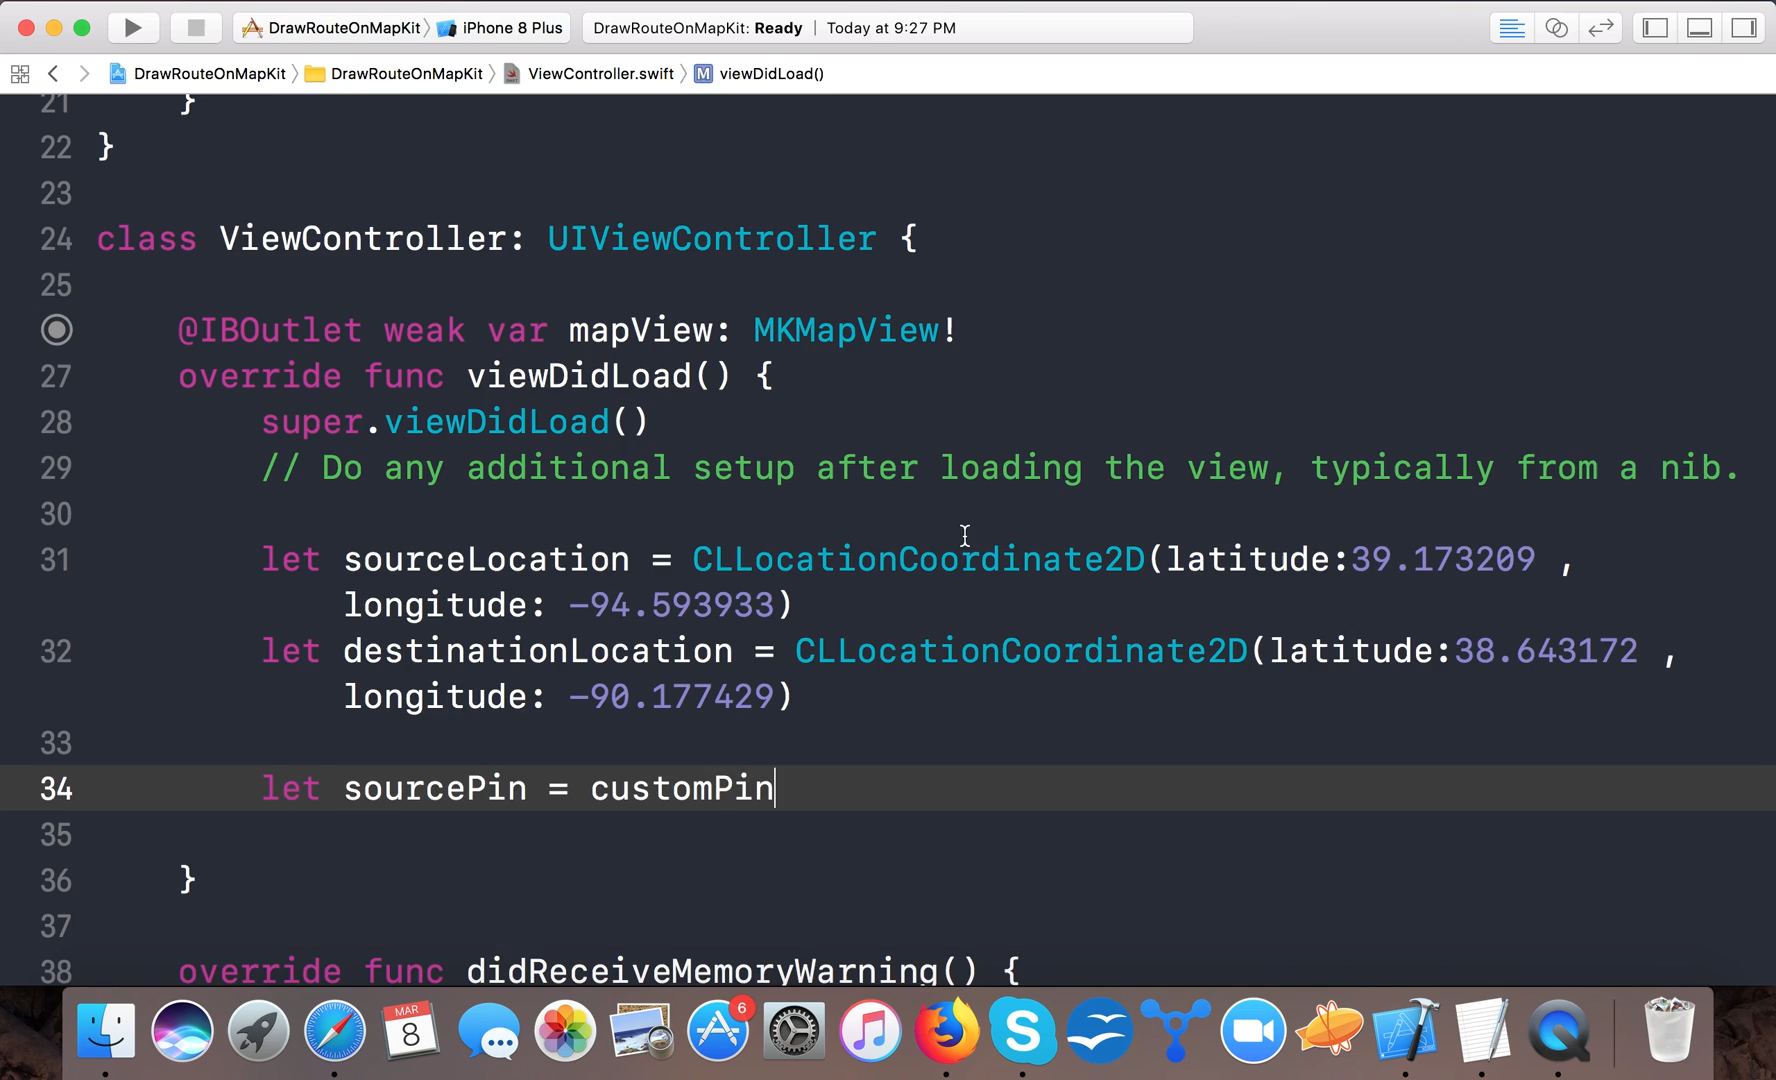 DrawRouteOnMapKit iPhone 8 Plus DrawRouteOnMapKit: Ready | Today at 9:27 PM
DrawRouteOnMapKit DrawRouteOnMapKit ViewController.swift M viewDidLoad()
21 }
22 }
23
24 class ViewController: UIViewController {
25
@IBOutlet weak var mapView: MKMapView!
27 override func viewDidLoad() {
28 super.viewDidLoad()
29 // Do any additional setup after loading the view, typically from a nib.
30
31 let sourceLocation = CLLocationCoordinate2D(latitude:39.173209 ,
longitude: -94.593933)
32 let destinationLocation = CLLocationCoordinate2D(latitude:38.643172 ,
longitude: -90.177429)
33
34 let sourcePin = customPin
35
36 }
37
38 override func didReceiveMemoryWarning() {
MAR
8
6
S